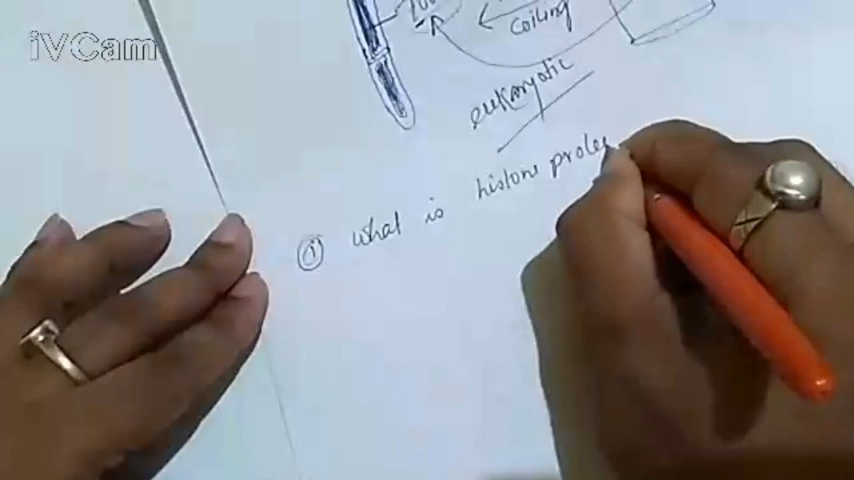 iVCam
coiling
eukaryotic
① what is histone prote